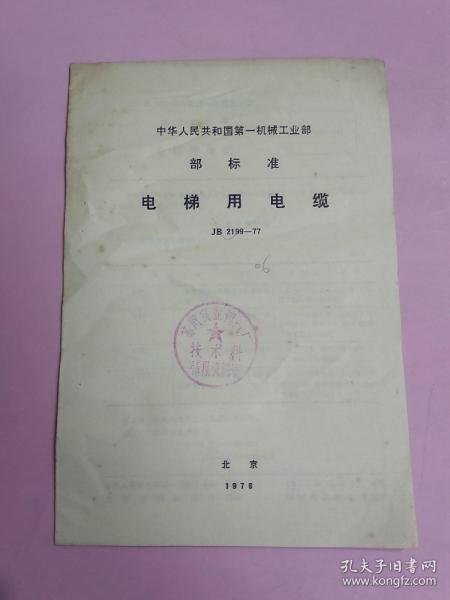 中华人民共和国第一机械工业部
部标准
电梯用电缆
JB 2199—77
06
技术科
北京
1978
孔夫子旧书网
www.kongfz.com